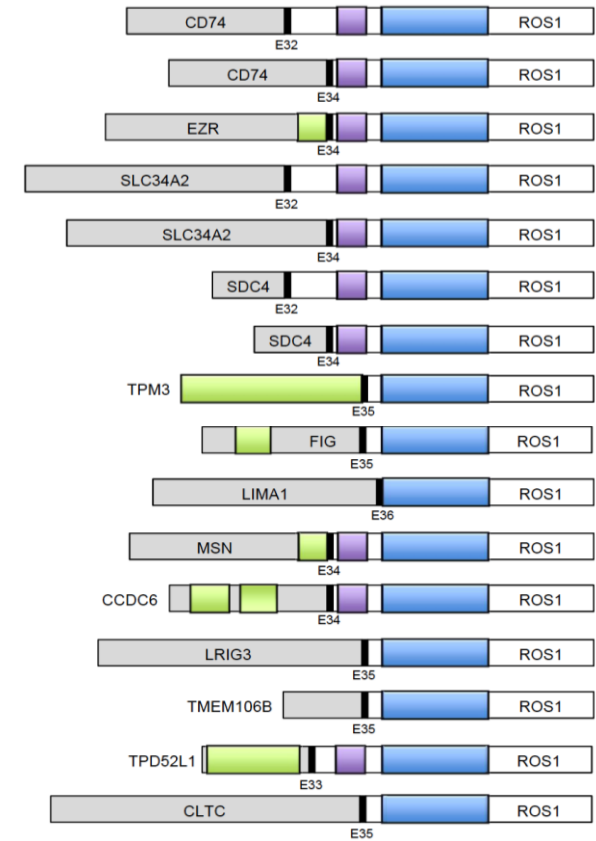 CD74 ROS1
E32
CD74 ROS1
E34
EZR ROS1
E34
SLC34A2 ROS1
E32
SLC34A2 ROS1
E34
SDC4 ROS1
E32
SDC4 ROS1
E34
TPM3 ROS1
E35
FIG ROS1
E35
LIMA1 ROS1
E36
MSN ROS1
E34
CCDC6 ROS1
E34
LRIG3 ROS1
E35
TMEM106B ROS1
E35
TPD52L1 ROS1
E33
CLTC ROS1
E35